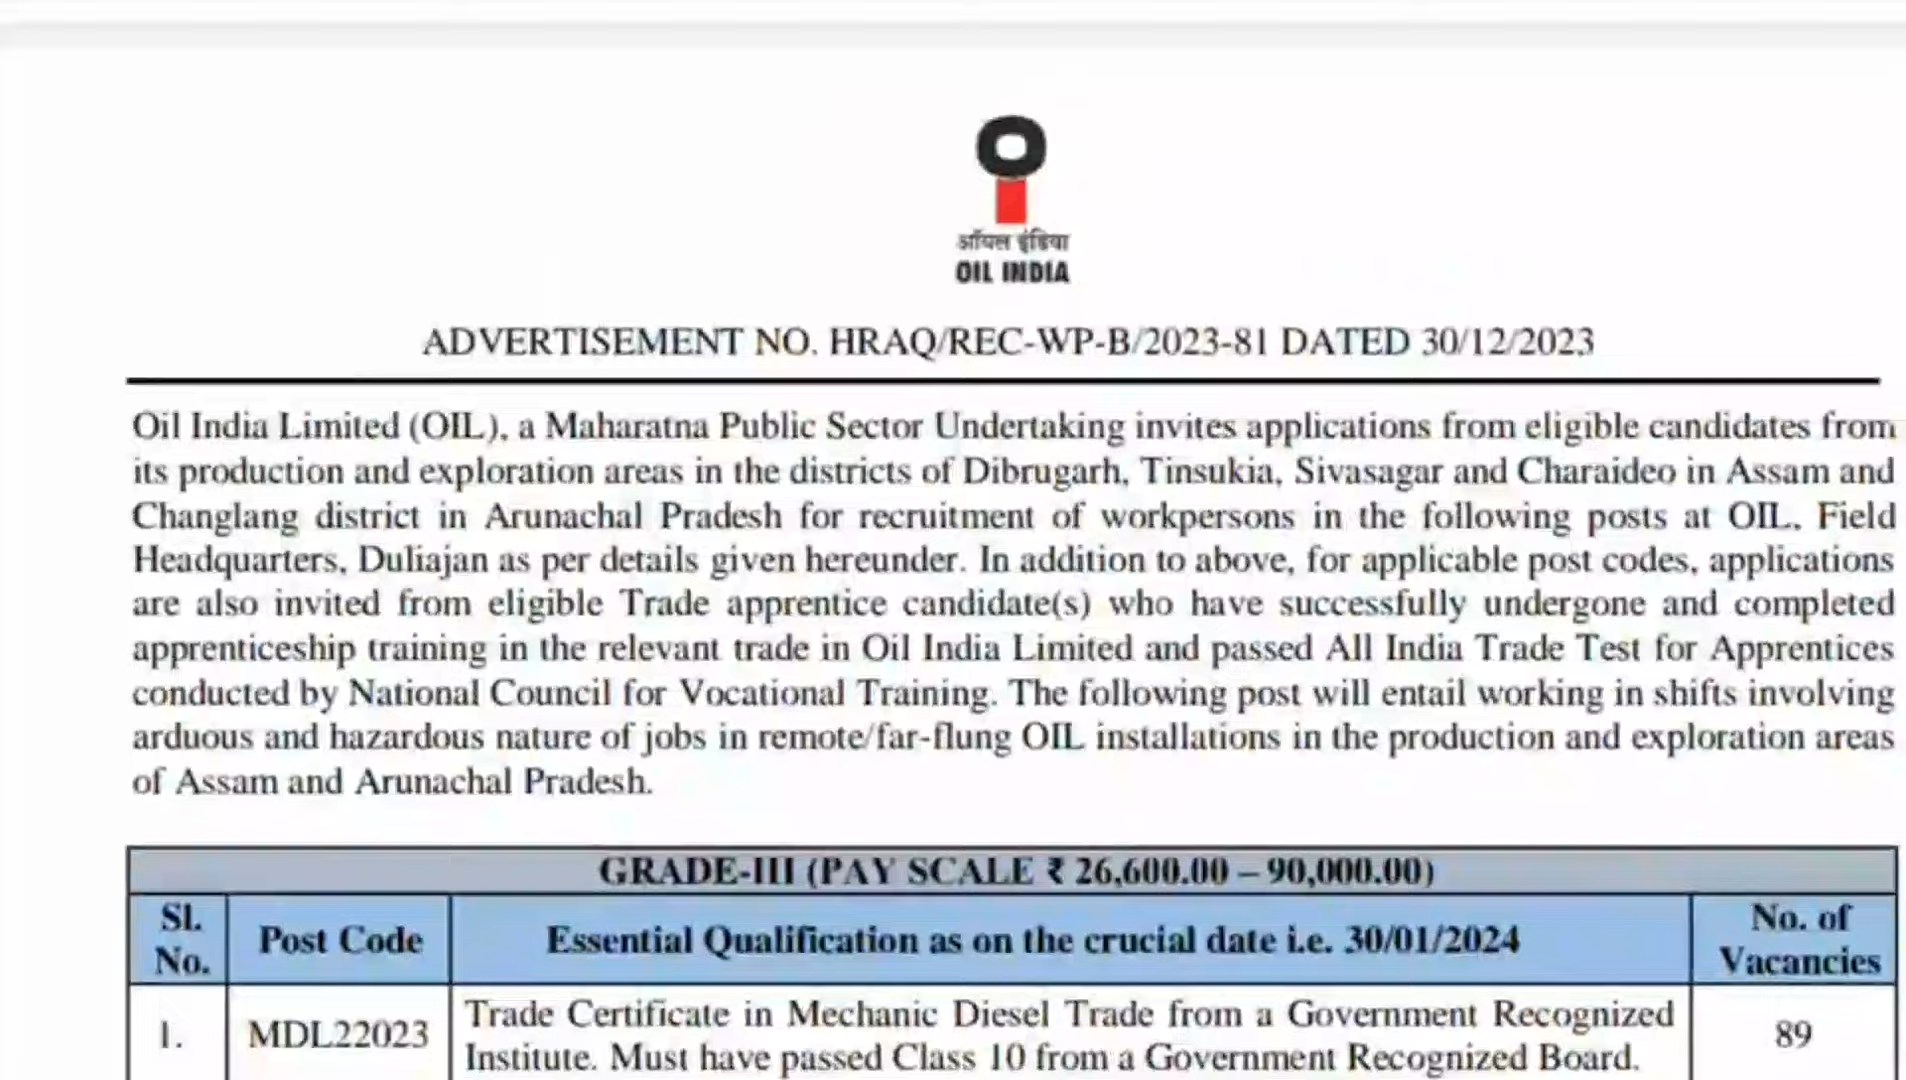 ऑयल इंडिया
OIL INDIA
ADVERTISEMENT NO. HRAQ/REC-WP-B/2023-81 DATED 30/12/2023
Oil India Limited (OIL), a Maharatna Public Sector Undertaking invites applications from eligible candidates from
its production and exploration areas in the districts of Dibrugarh, Tinsukia, Sivasagar and Charaideo in Assam and
Changlang district in Arunachal Pradesh for recruitment of workpersons in the following posts at OIL, Field
Headquarters, Duliajan as per details given hereunder. In addition to above, for applicable post codes, applications
are also invited from eligible Trade apprentice candidate(s) who have successfully undergone and completed
apprenticeship training in the relevant trade in Oil India Limited and passed All India Trade Test for Apprentices
conducted by National Council for Vocational Training. The following post will entail working in shifts involving
arduous and hazardous nature of jobs in remote/far-flung OIL installations in the production and exploration areas
of Assam and Arunachal Pradesh.
GRADE-III (PAY SCALE ₹ 26,600.00 – 90,000.00)
Sl. No.
Post Code
Essential Qualification as on the crucial date i.e. 30/01/2024
No. of Vacancies
1.
MDL22023
Trade Certificate in Mechanic Diesel Trade from a Government Recognized
Institute. Must have passed Class 10 from a Government Recognized Board.
89